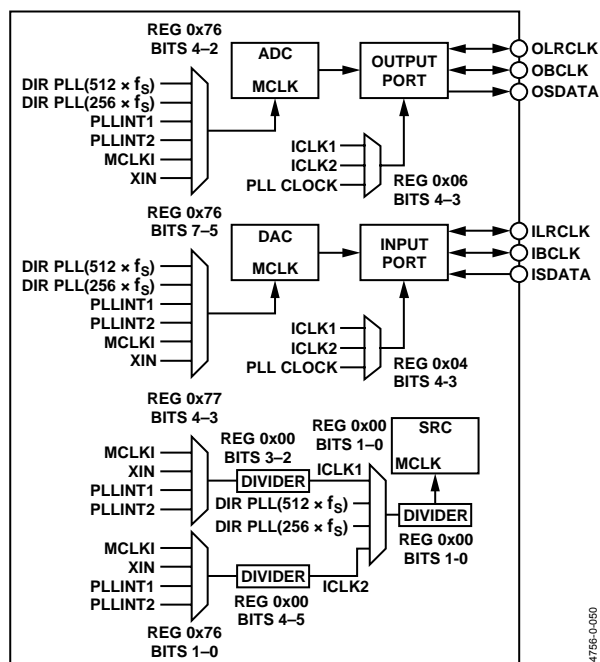 REG 0x76
BITS 4–2
DIR PLL(512 × fS)
DIR PLL(256 × fS)
PLLINT1
PLLINT2
MCLKI
XIN
ADC
MCLK
OUTPUT
PORT
OLRCLK
OBCLK
OSDATA
ICLK1
ICLK2
PLL CLOCK
REG 0x06
BITS 4–3
REG 0x76
BITS 7–5
DIR PLL(512 × fS)
DIR PLL(256 × fS)
PLLINT1
PLLINT2
MCLKI
XIN
DAC
MCLK
INPUT
PORT
ILRCLK
IBCLK
ISDATA
ICLK1
ICLK2
PLL CLOCK
REG 0x04
BITS 4-3
REG 0x77
BITS 4–3
MCLKI
XIN
PLLINT1
PLLINT2
REG 0x00
BITS 3–2
DIVIDER
ICLK1
REG 0x00
BITS 1–0
SRC
MCLK
DIR PLL(512 × fS)
DIR PLL(256 × fS)
DIVIDER
REG 0x00
BITS 1-0
MCLKI
XIN
PLLINT1
PLLINT2
DIVIDER
ICLK2
REG 0x00
BITS 4–5
REG 0x76
BITS 1–0
4756-0-050